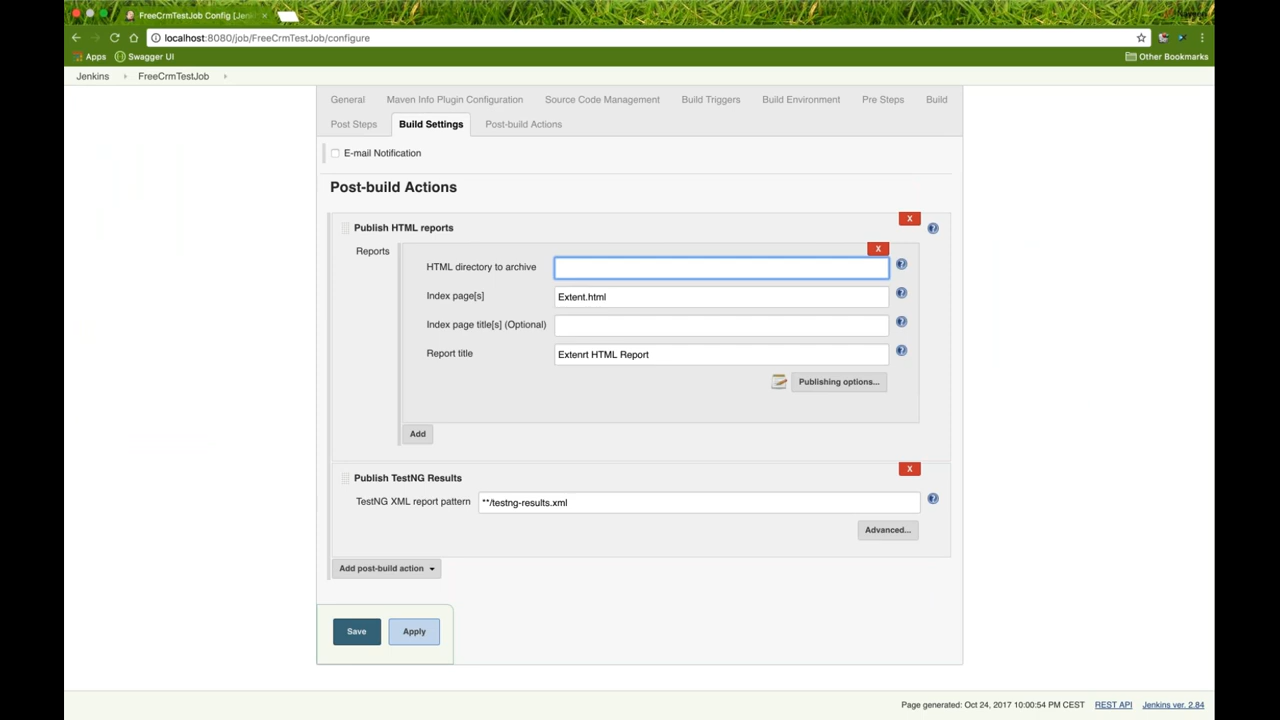 FreeCrmTestJob Config [Jenk
localhost:8080/job/FreeCrmTestJob/configure
Apps Swagger UI Other Bookmarks
Jenkins FreeCrmTestJob
General Maven Info Plugin Configuration Source Code Management Build Triggers Build Environment Pre Steps Build
Post Steps Build Settings Post-build Actions
E-mail Notification
Post-build Actions
X
Publish HTML reports
Reports
X
HTML directory to archive
Index page[s] Extent.html
Index page title[s] (Optional)
Report title Extenrt HTML Report
Publishing options...
Add
X
Publish TestNG Results
TestNG XML report pattern **/testng-results.xml
Advanced...
Add post-build action
Save Apply
Page generated: Oct 24, 2017 10:00:54 PM CEST REST API Jenkins ver. 2.84